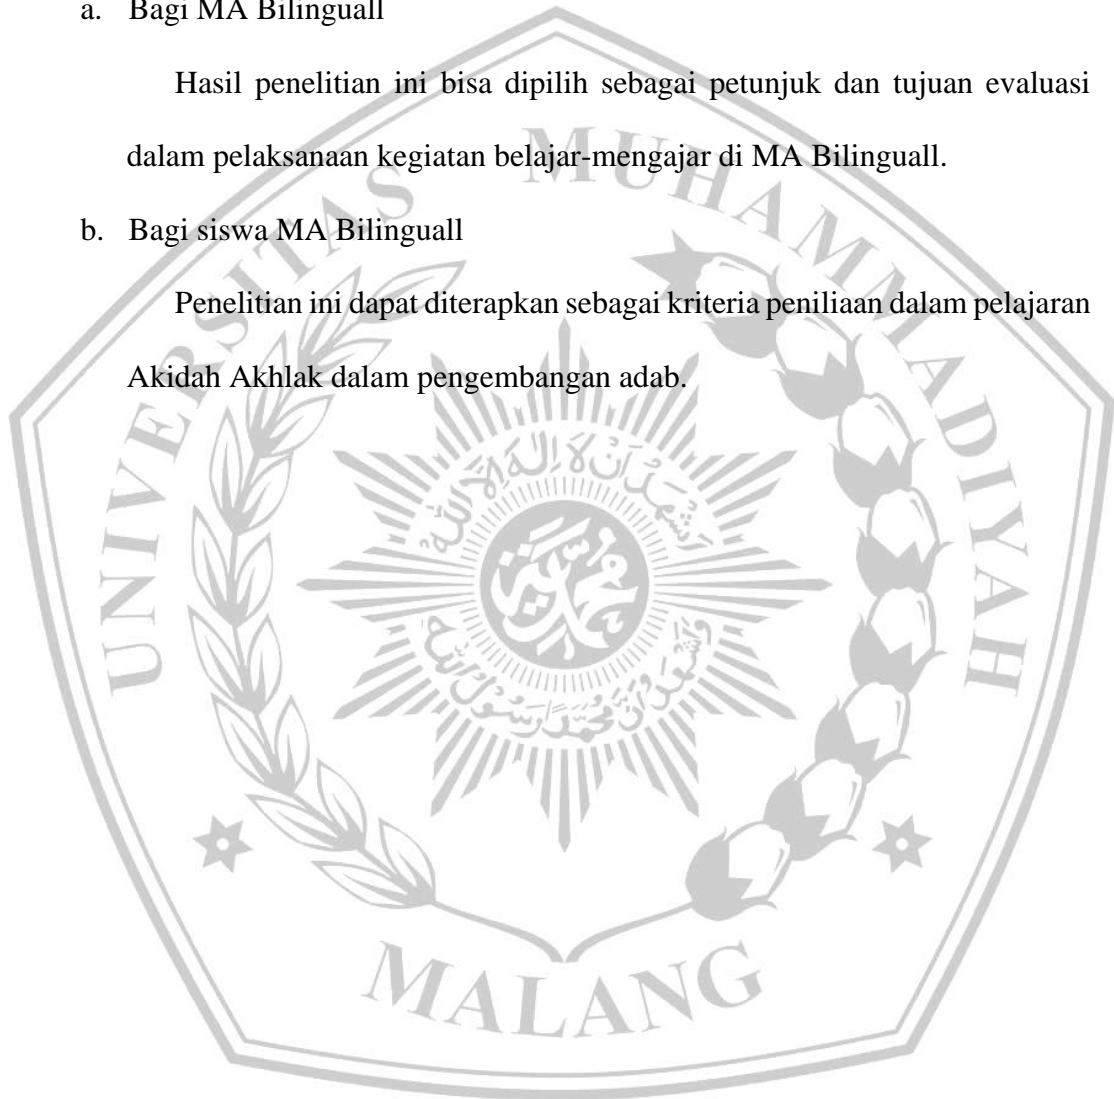 a. Bagi MA Bilinguall
Hasil penelitian ini bisa dipilih sebagai petunjuk dan tujuan evaluasi
dalam pelaksanaan kegiatan belajar-mengajar di MA Bilinguall.
b. Bagi siswa MA Bilinguall
Penelitian ini dapat diterapkan sebagai kriteria peniliaan dalam pelajaran
Akidah Akhlak dalam pengembangan adab.
UNIVERSITAS MUHAMMADIYAH
MALANG